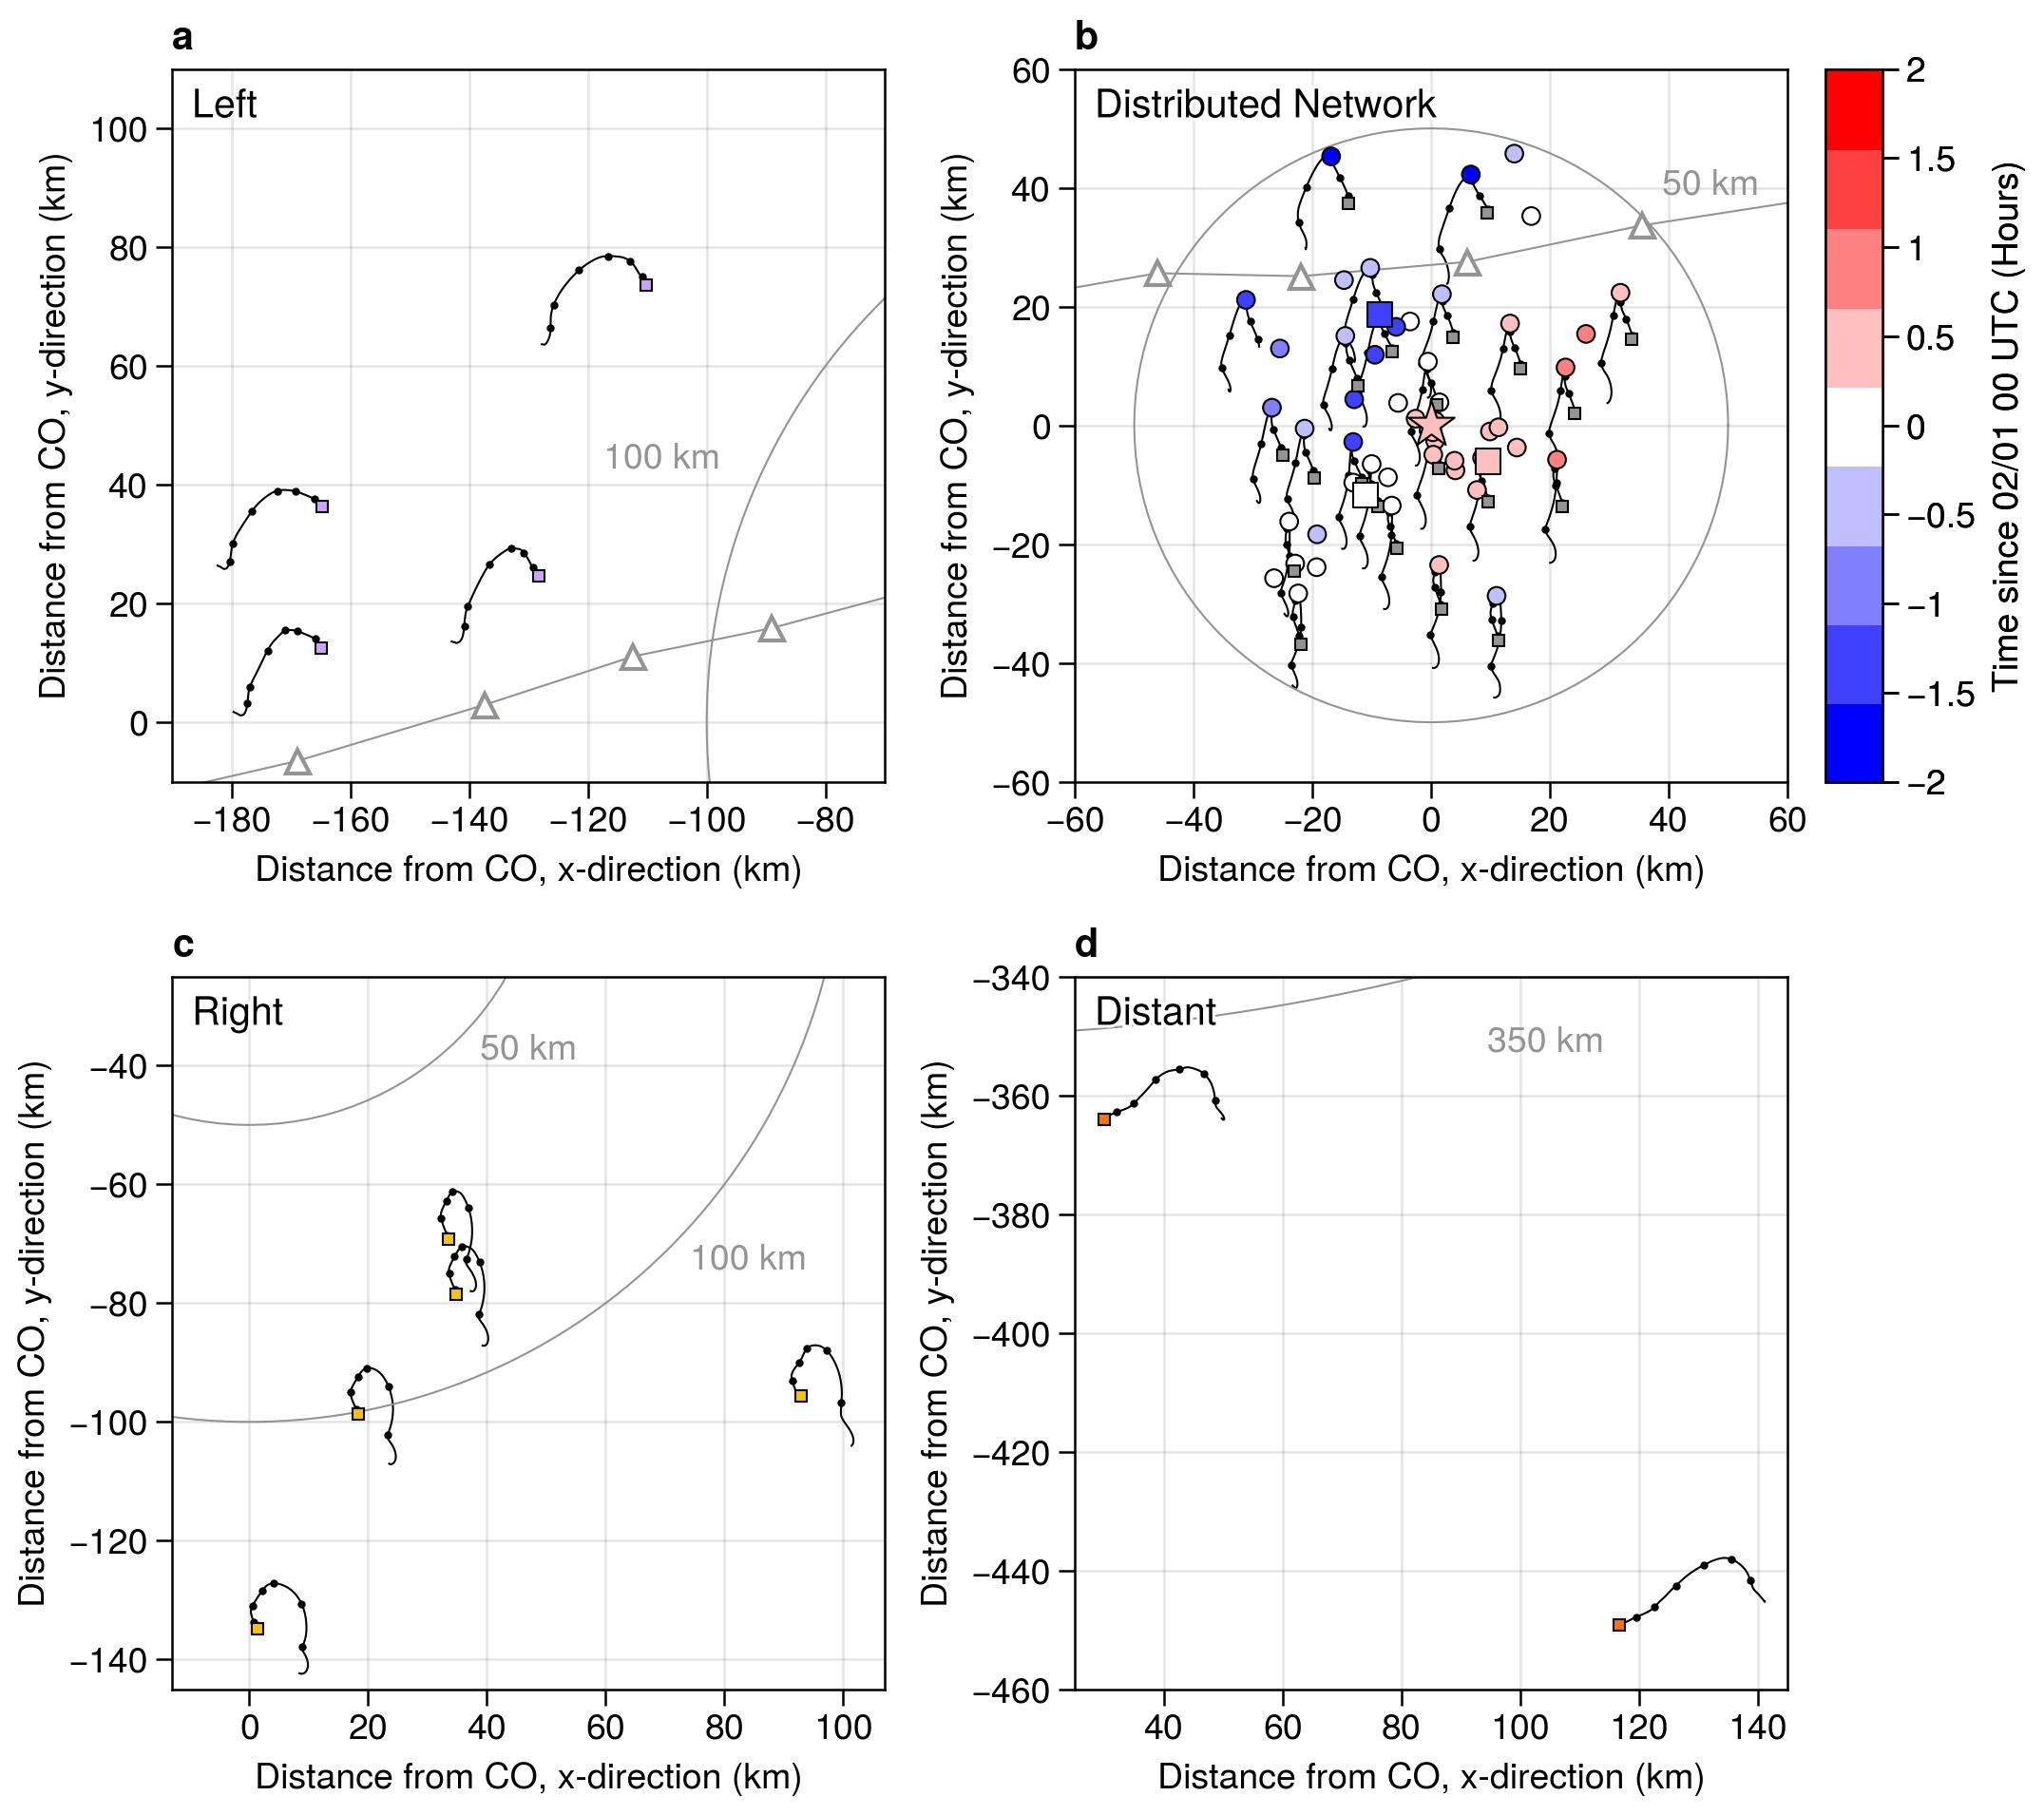 a
Left
100
80
60
40
20
0
−180
−160
−140
−120
−100
−80
100 km
Distance from CO, x-direction (km)
Distance from CO, y-direction (km)
b
Distributed Network
60
40
20
0
−20
−40
−60
−60
−40
−20
0
20
40
60
50 km
Distance from CO, x-direction (km)
Distance from CO, y-direction (km)
2
1.5
1
0.5
0
−0.5
−1
−1.5
−2
Time since 02/01 00 UTC (Hours)
c
Right
−40
−60
−80
−100
−120
−140
0
20
40
60
80
100
50 km
100 km
Distance from CO, x-direction (km)
Distance from CO, y-direction (km)
d
Distant
−340
−360
−380
−400
−420
−440
−460
40
60
80
100
120
140
350 km
Distance from CO, x-direction (km)
Distance from CO, y-direction (km)